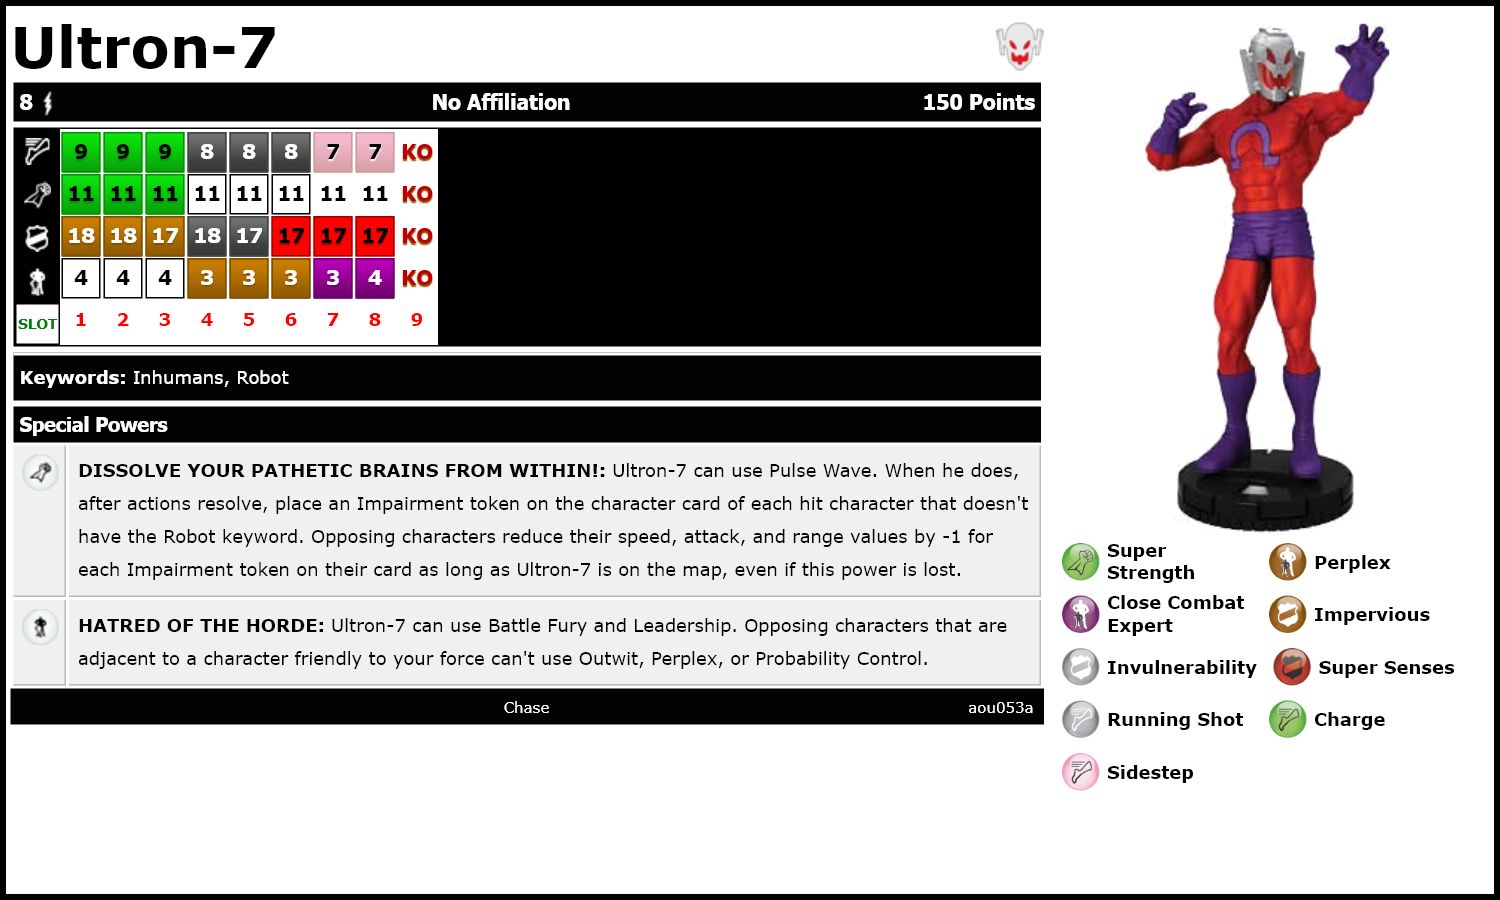 Ultron-7
8 No Affiliation 150 Points
9 9 9 8 8 8 7 7 KO
11 11 11 11 11 11 11 11 KO
18 18 17 18 17 17 17 17 KO
4 4 4 3 3 3 3 4 KO
SLOT 1 2 3 4 5 6 7 8 9
Keywords: Inhumans, Robot
Special Powers
DISSOLVE YOUR PATHETIC BRAINS FROM WITHIN!: Ultron-7 can use Pulse Wave. When he does,
after actions resolve, place an Impairment token on the character card of each hit character that doesn't
have the Robot keyword. Opposing characters reduce their speed, attack, and range values by -1 for
each Impairment token on their card as long as Ultron-7 is on the map, even if this power is lost.
HATRED OF THE HORDE: Ultron-7 can use Battle Fury and Leadership. Opposing characters that are
adjacent to a character friendly to your force can't use Outwit, Perplex, or Probability Control.
Chase aou053a
Super
Strength
Perplex
Close Combat
Expert
Impervious
Invulnerability
Super Senses
Running Shot
Charge
Sidestep